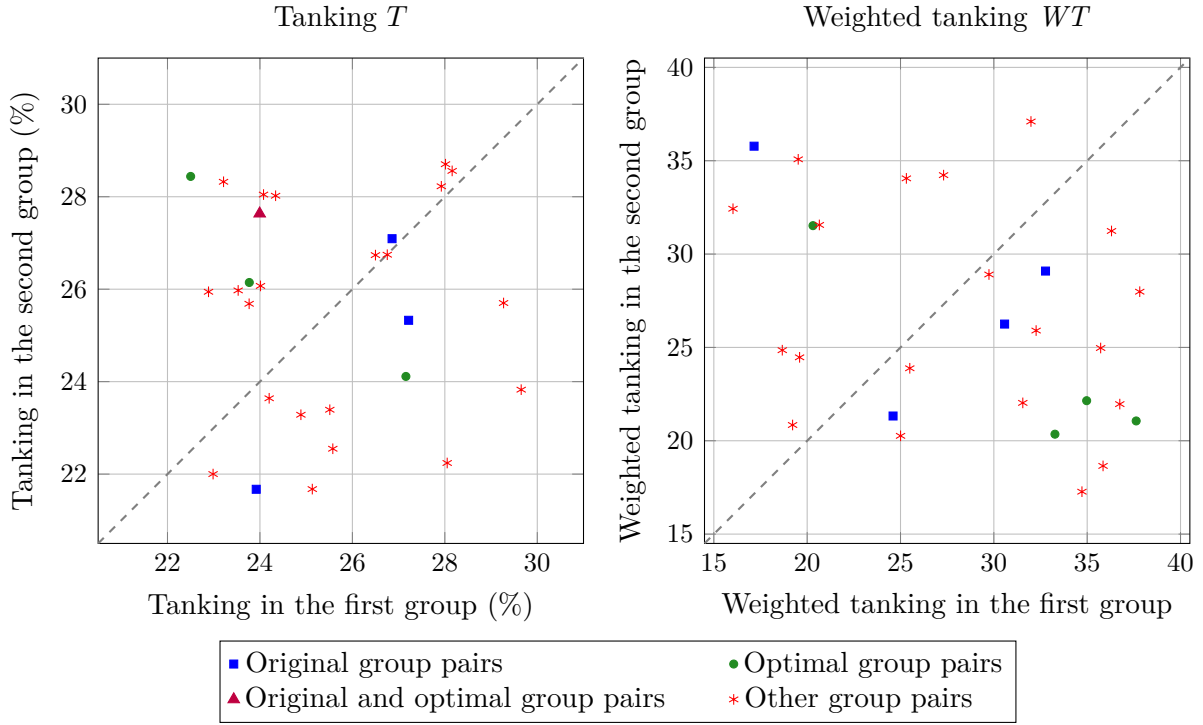 Tanking T
Weighted tanking WT
Tanking in the second group (%)
30
28
26
24
22
22 24 26 28 30
Tanking in the first group (%)
Weighted tanking in the second group
40
35
30
25
20
15
15 20 25 30 35 40
Weighted tanking in the first group
Original group pairs
Optimal group pairs
Original and optimal group pairs
Other group pairs